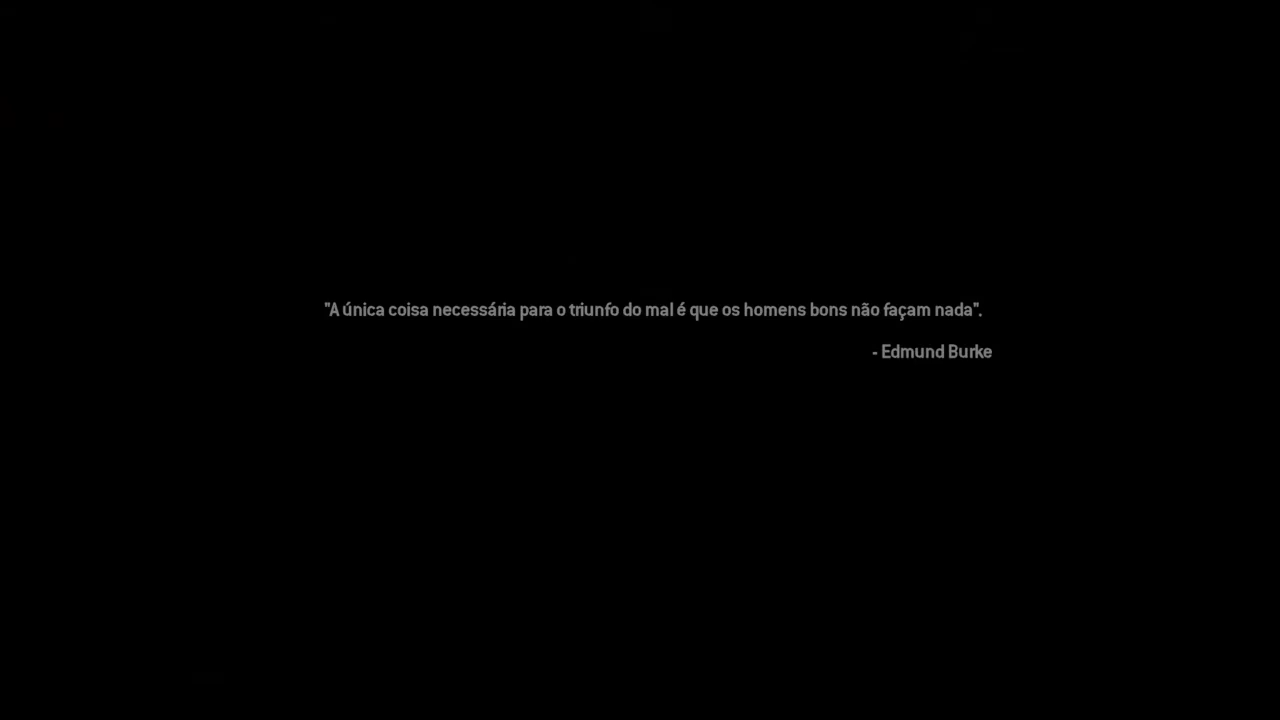 "A única coisa necessária para o triunfo do mal é que os homens bons não façam nada".
- Edmund Burke